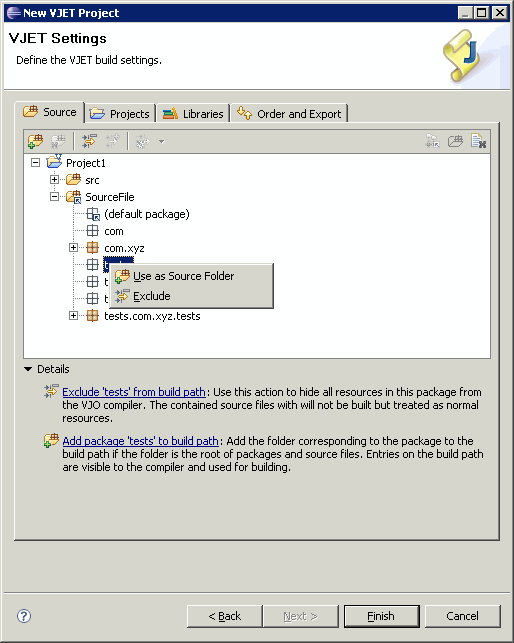 New VJET Project
VJET Settings
Define the VJET build settings.
Source
Projects
Libraries
Order and Export
Project1
src
SourceFile
(default package)
com
com.xyz
Use as Source Folder
Exclude
tests.com.xyz.tests
Details
Exclude 'tests' from build path: Use this action to hide all resources in this package from
the VJO compiler. The contained source files with will not be built but treated as normal
resources.
Add package 'tests' to build path: Add the folder corresponding to the package to the
build path if the folder is the root of packages and source files. Entries on the build path
are visible to the compiler and used for building.
< Back
Next >
Finish
Cancel